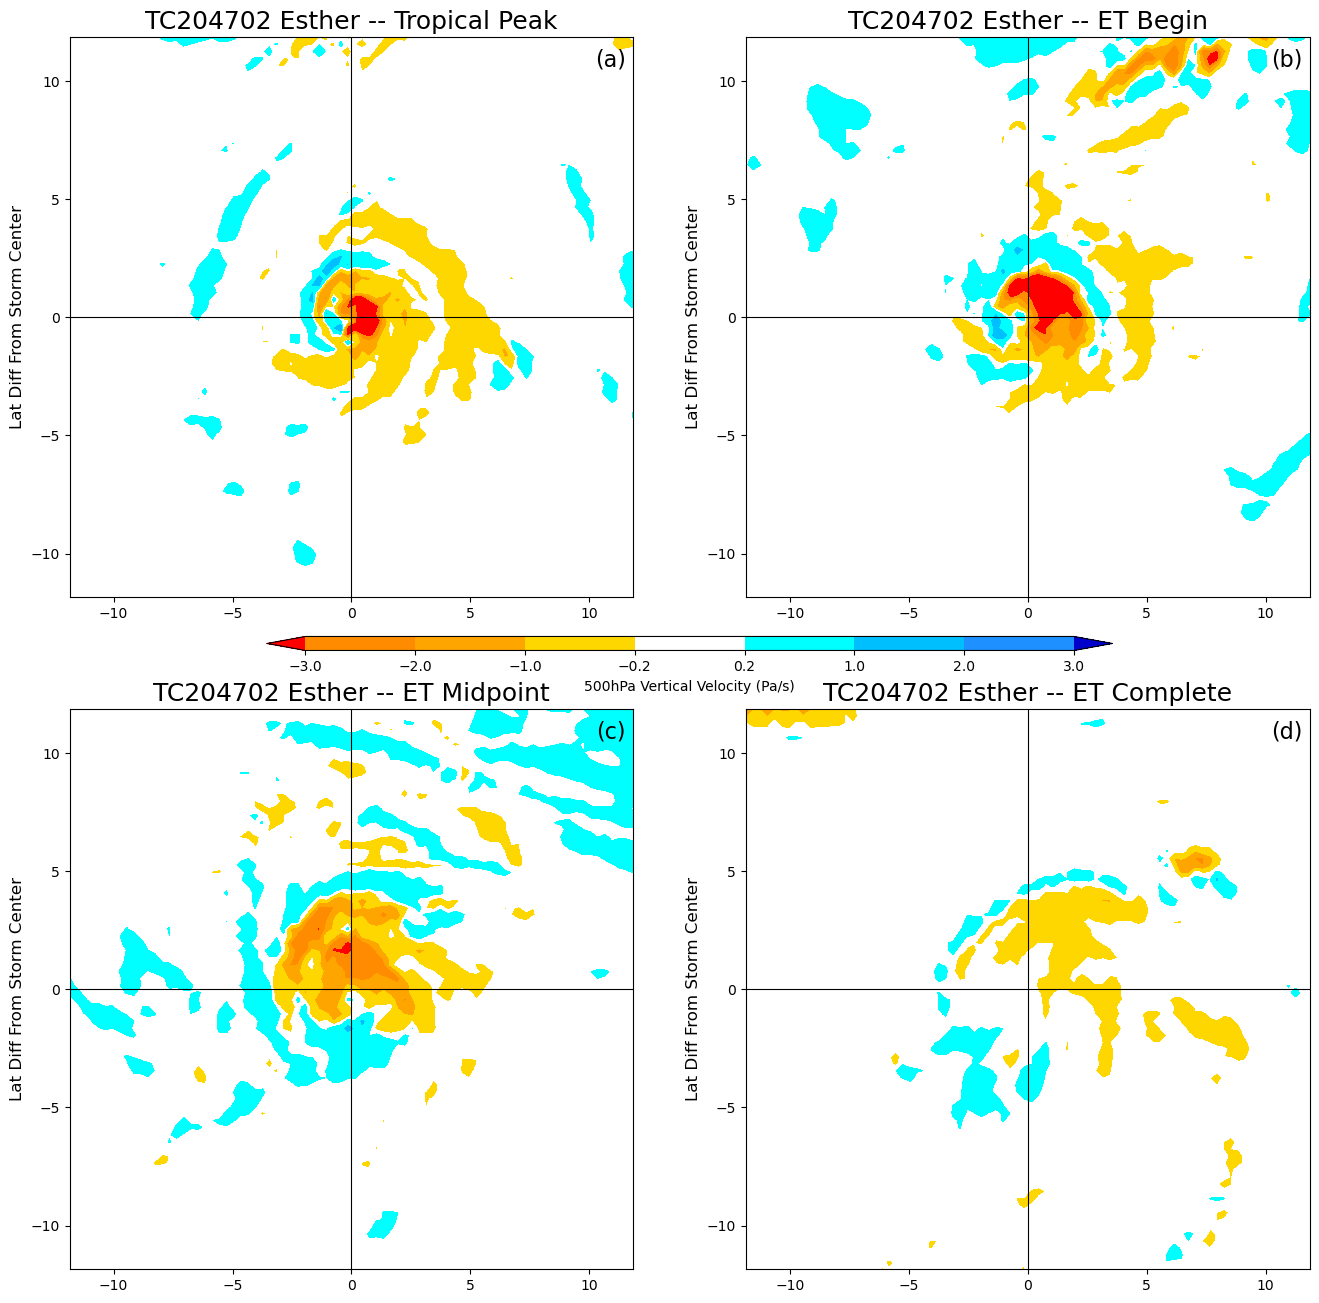 TC204702 Esther -- Tropical Peak
(a)
Lat Diff From Storm Center
10
5
0
−5
−10
−10 −5 0 5 10
TC204702 Esther -- ET Begin
(b)
Lat Diff From Storm Center
10
5
0
−5
−10
−10 −5 0 5 10
−3.0 −2.0 −1.0 −0.2 0.2 1.0 2.0 3.0
500hPa Vertical Velocity (Pa/s)
TC204702 Esther -- ET Midpoint
(c)
Lat Diff From Storm Center
10
5
0
−5
−10
−10 −5 0 5 10
TC204702 Esther -- ET Complete
(d)
Lat Diff From Storm Center
10
5
0
−5
−10
−10 −5 0 5 10